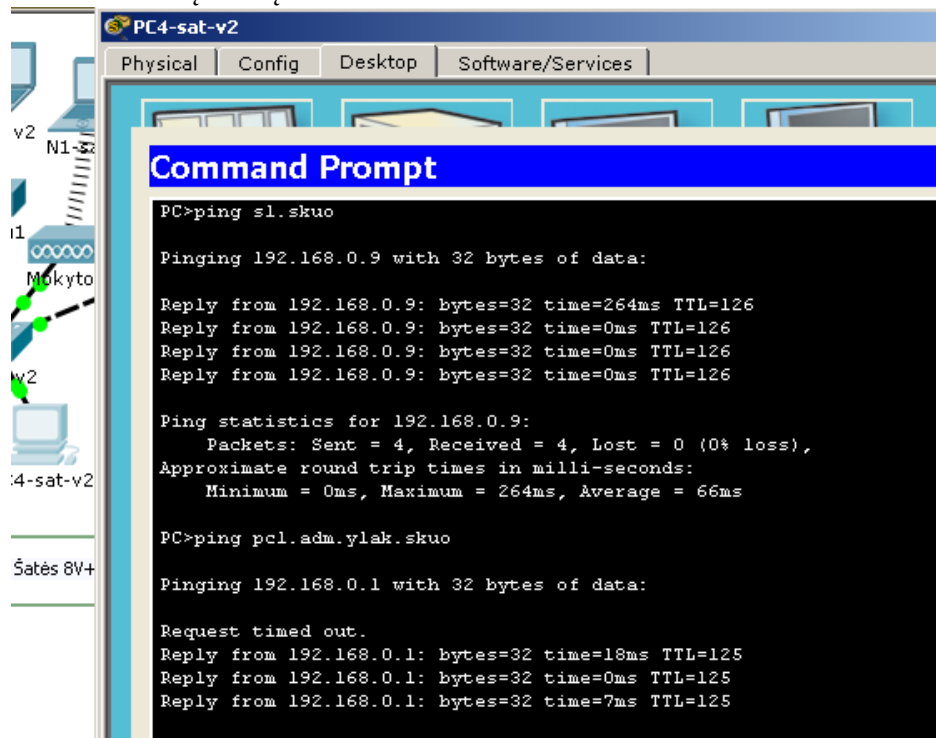 PC4-sat-v2
Physical Config Desktop Software/Services
v2
Command Prompt
PC>ping sl.skuo
Pinging 192.168.0.9 with 32 bytes of data:
Reply from 192.168.0.9: bytes=32 time=264ms TTL=126
Reply from 192.168.0.9: bytes=32 time=0ms TTL=126
Reply from 192.168.0.9: bytes=32 time=0ms TTL=126
Reply from 192.168.0.9: bytes=32 time=0ms TTL=126
Ping statistics for 192.168.0.9:
Packets: Sent = 4, Received = 4, Lost = 0 (0% loss),
Approximate round trip times in milli-seconds:
Minimum = 0ms, Maximum = 264ms, Average = 66ms
PC>ping pcl.adm.ylak.skuo
Pinging 192.168.0.1 with 32 bytes of data:
Request timed out.
Reply from 192.168.0.1: bytes=32 time=18ms TTL=125
Reply from 192.168.0.1: bytes=32 time=0ms TTL=125
Reply from 192.168.0.1: bytes=32 time=7ms TTL=125
Mokyto
v2
4-sat-v2
Šatės 8V+